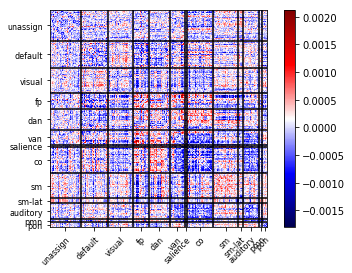 unassign
default
visual
fp
dan
van
salience
co
sm
sm-lat
auditory
pmn
pon
unassign
default
visual
fp
dan
van
salience
co
sm
sm-lat
auditory
0.0020
0.0015
0.0010
0.0005
0.0000
−0.0005
−0.0010
−0.0015